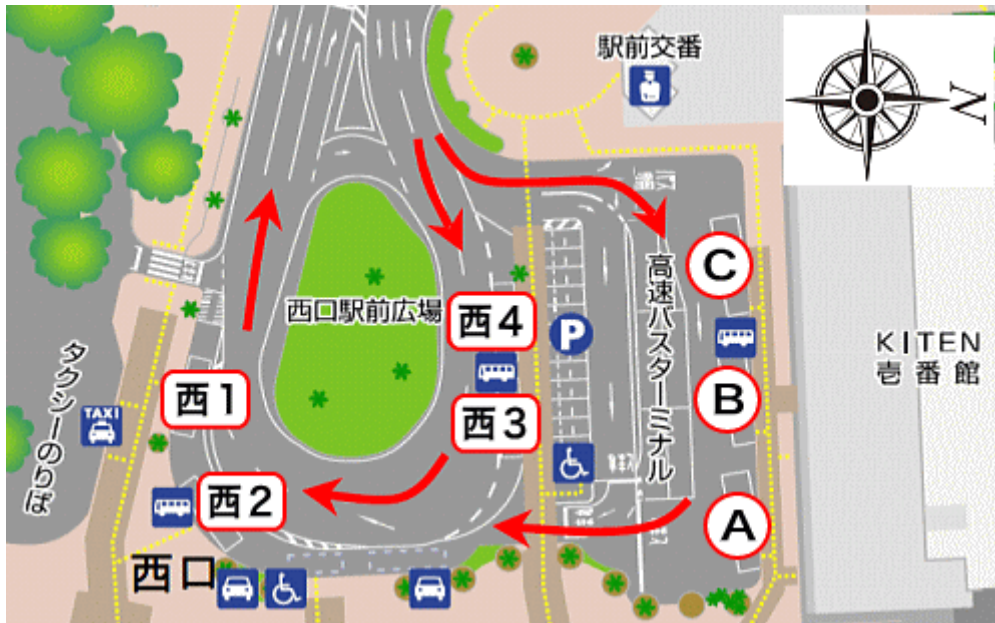 駅前交番
N
C
西口駅前広場
西4
P
高速バスターミナル
KITEN
壱番館
タクシーのりば
TAXI
西1
西3
B
西2
A
西口